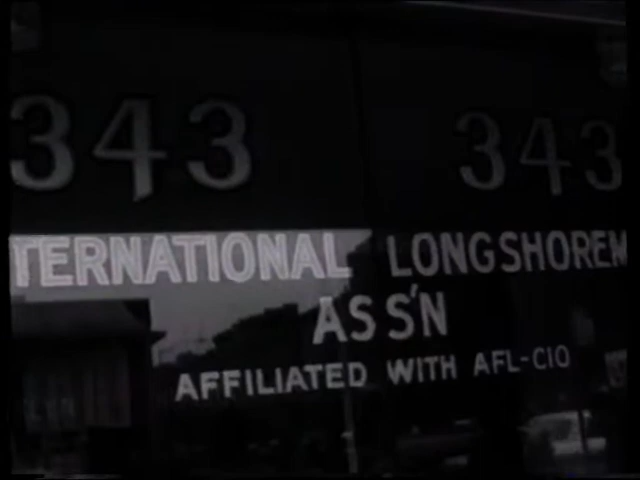 343 343
TERNATIONAL LONGSHOREM
ASS'N
AFFILIATED WITH AFL-CIO